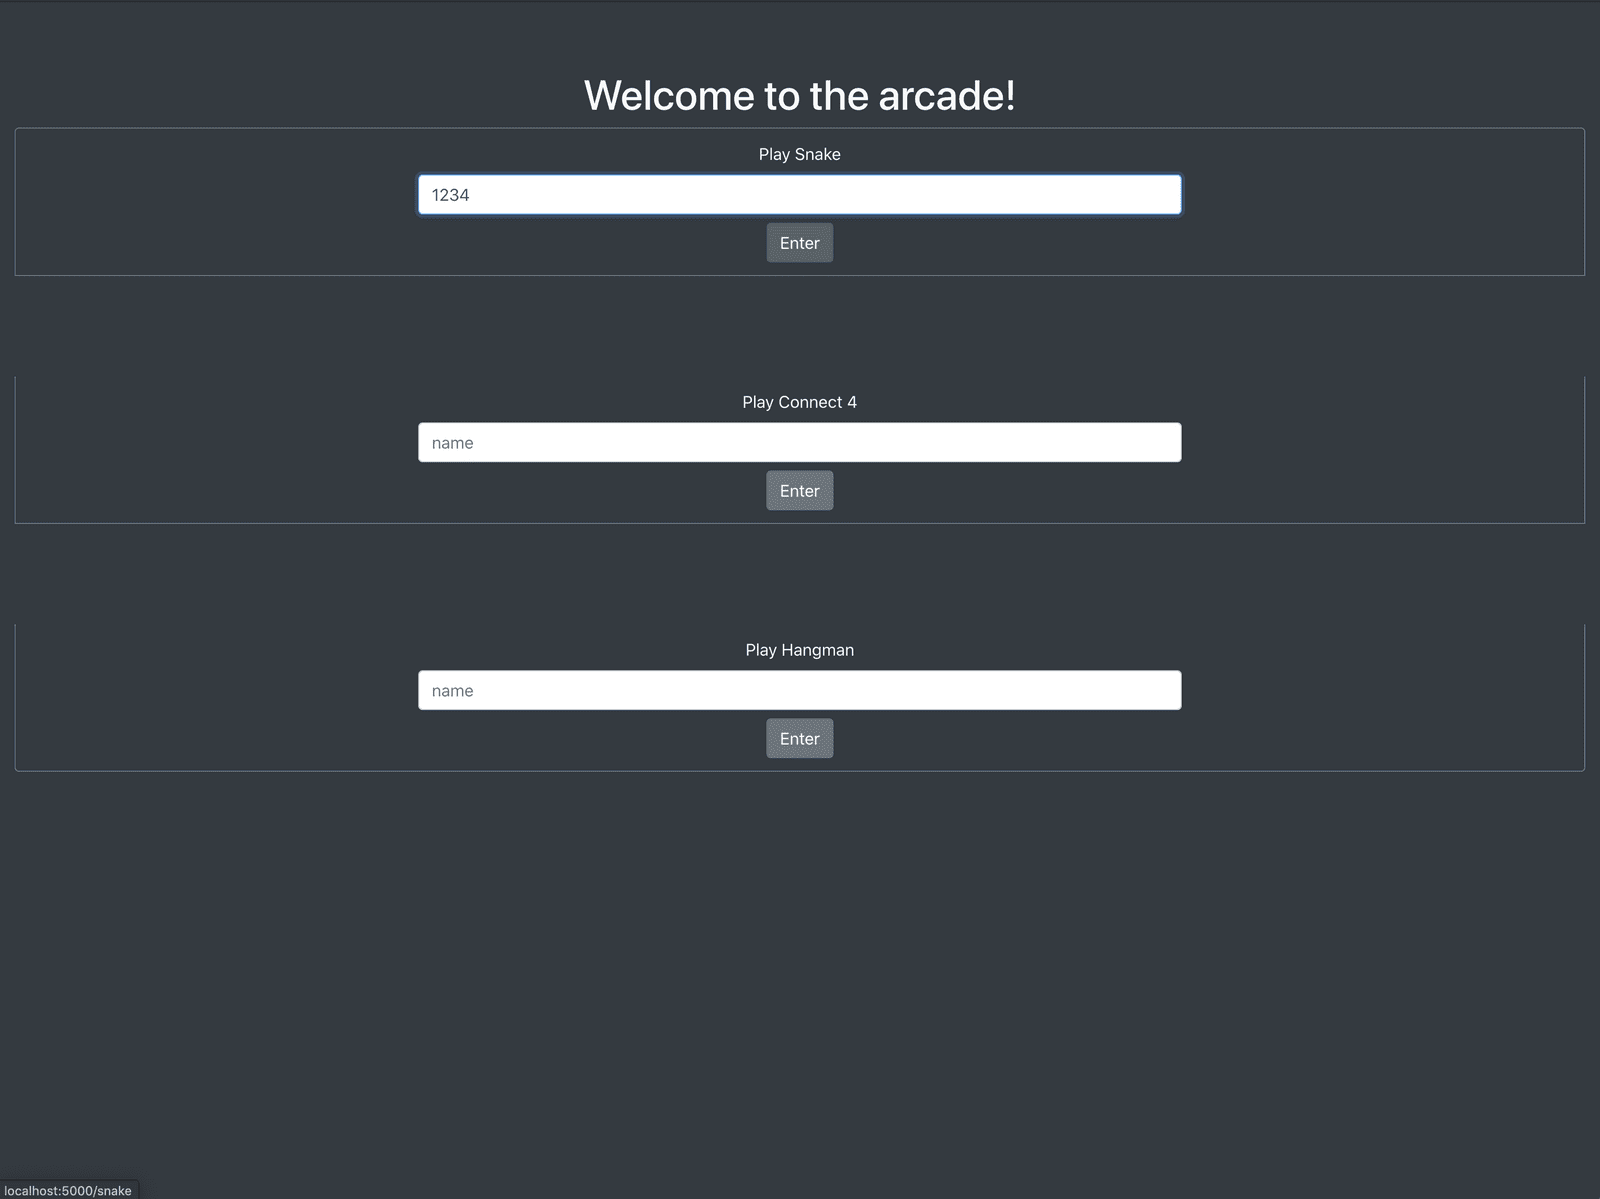 Welcome to the arcade!
Play Snake
1234
Enter
Play Connect 4
name
Enter
Play Hangman
name
Enter
localhost:5000/snake